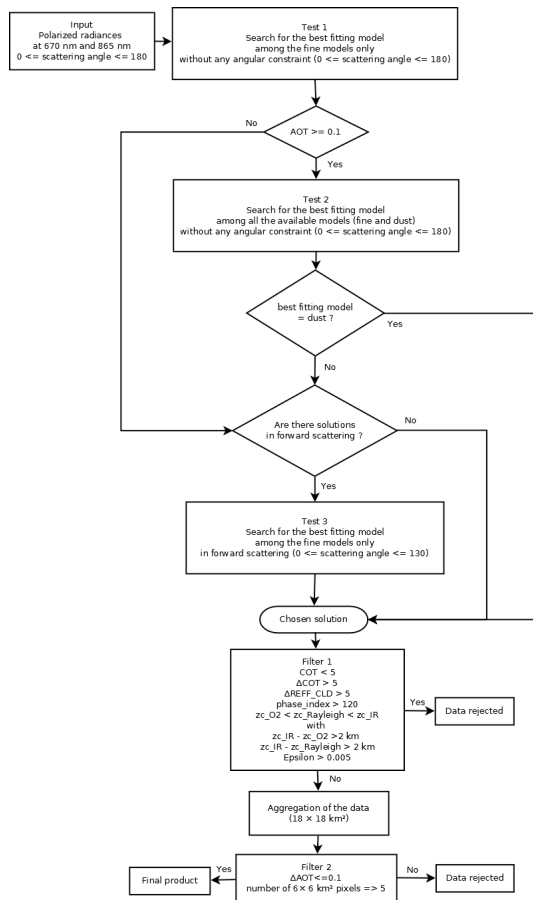 Input
Polarized radiances
at 670 nm and 865 nm
0 <= scattering angle <= 180
Test 1
Search for the best fitting model
among the fine models only
without any angular constraint (0 <= scattering angle <= 180)
No
AOT >= 0.1
Yes
Test 2
Search for the best fitting model
among all the available models (fine and dust)
without any angular constraint (0 <= scattering angle <= 180)
best fitting model
= dust ?
Yes
No
Are there solutions
in forward scattering ?
No
Yes
Test 3
Search for the best fitting model
among the fine models only
in forward scattering (0 <= scattering angle <= 130)
Chosen solution
Filter 1
COT < 5
ΔCOT > 5
ΔREFF_CLD > 5
phase_index > 120
zc_O2 < zc_Rayleigh < zc_IR
with
zc_IR - zc_O2 >2 km
zc_IR - zc_Rayleigh > 2 km
Epsilon > 0.005
Yes
Data rejected
No
Aggregation of the data
(18 × 18 km²)
Filter 2
ΔAOT<=0.1
number of 6× 6 km² pixels => 5
Yes
Final product
No
Data rejected